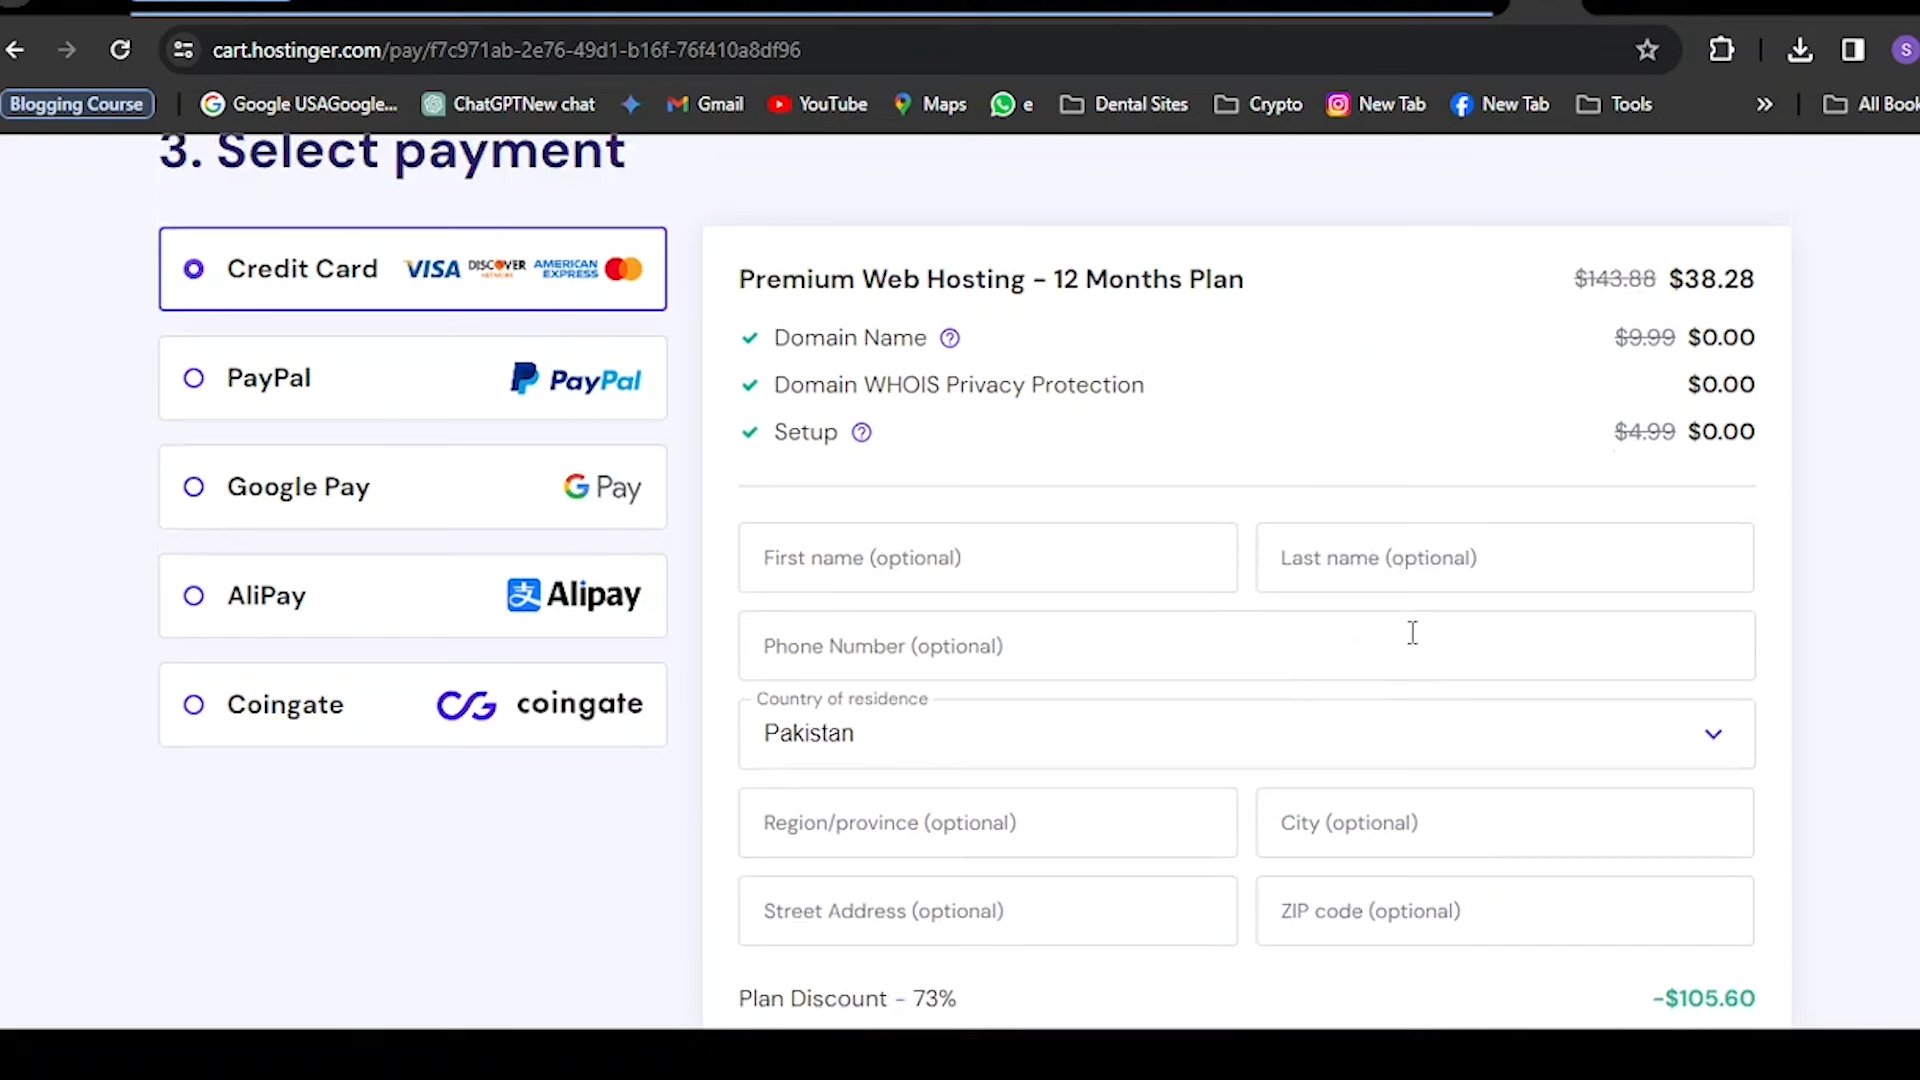 cart.hostinger.com/pay/f7c971ab-2e76-49d1-b16f-76f410a8df96
S
Blogging Course
Google USAGoogle...
ChatGPTNew chat
Gmail
YouTube
Maps
e
Dental Sites
Crypto
New Tab
New Tab
Tools
»
All Book
3. Select payment
Credit Card VISA DISCOVER NETWORK AMERICAN EXPRESS
PayPal PayPal
Google Pay G Pay
AliPay 支 Alipay
Coingate CG coingate
Premium Web Hosting - 12 Months Plan $143.88 $38.28
Domain Name ? $9.99 $0.00
Domain WHOIS Privacy Protection $0.00
Setup ? $4.99 $0.00
First name (optional) Last name (optional)
Phone Number (optional)
Country of residence
Pakistan
Region/province (optional) City (optional)
Street Address (optional) ZIP code (optional)
Plan Discount - 73% -$105.60